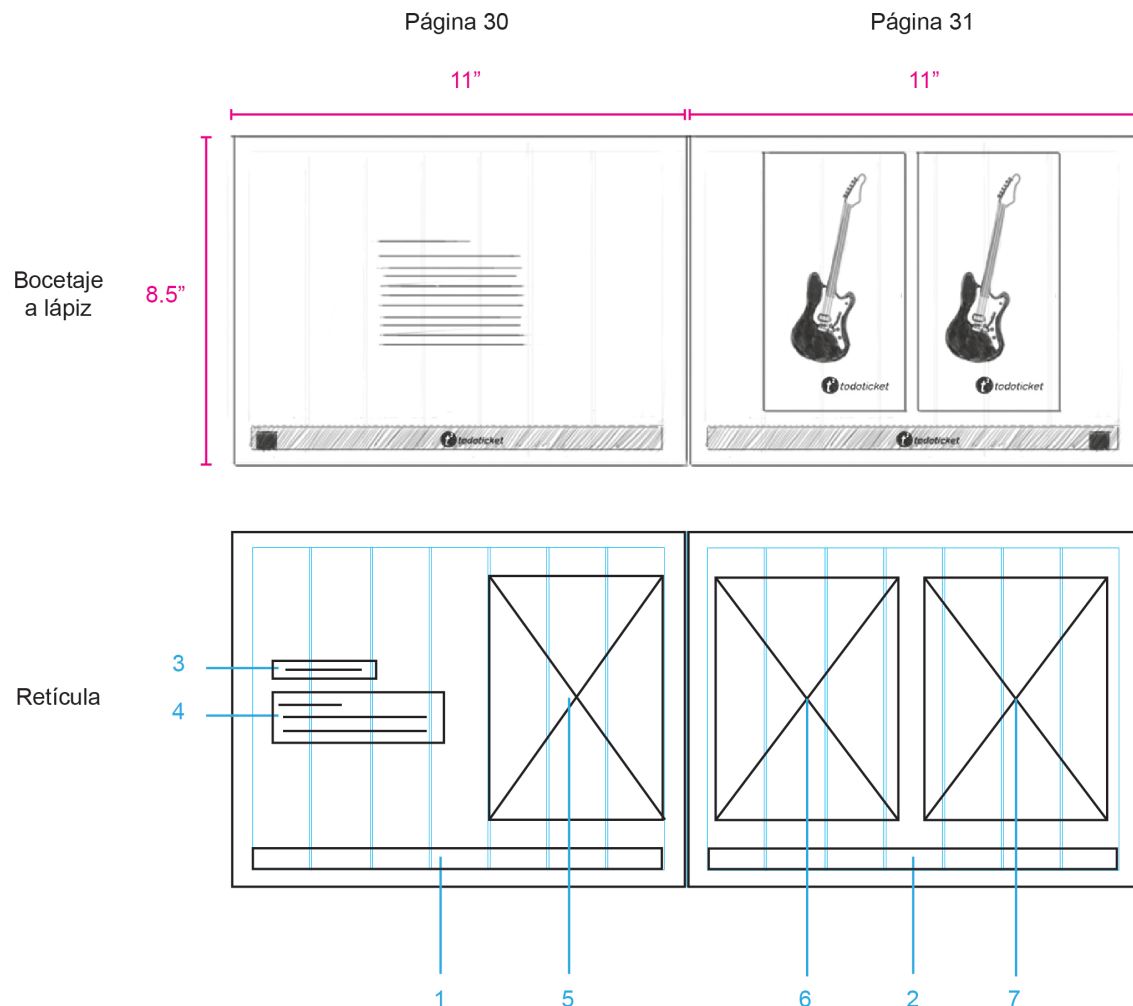 Página 30
Página 31
11”
11”
Bocetaje
a lápiz
8.5”
todoticket
todoticket
todoticket
todoticket
Retícula
3
4
1
5
6
2
7